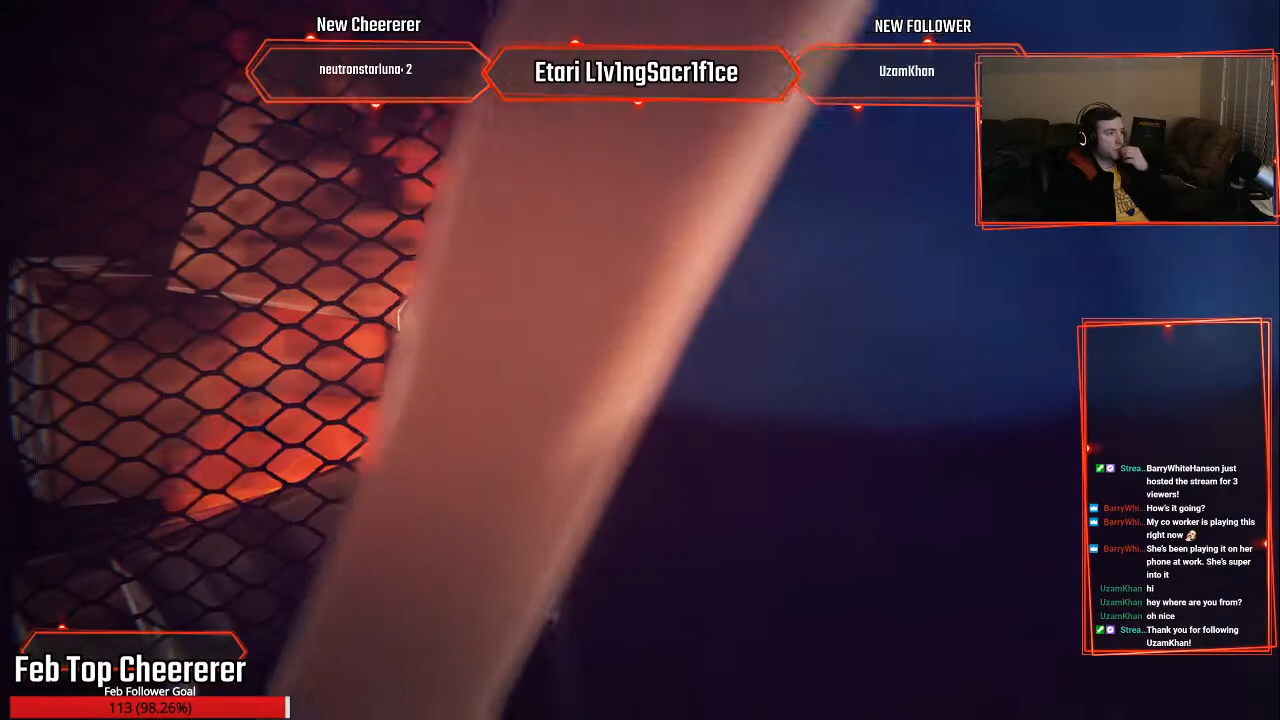 New Cheererer
NEW FOLLOWER
neutronstarluna· 2
Etari L1v1ngSacr1f1ce
UzamKhan
Strea.. BarryWhiteHanson just
hosted the stream for 3
viewers!
BarryWhi... How's it going?
BarryWhi... My co worker is playing this
right now
BarryWhi... She's been playing it on her
phone at work. She's super
into it
UzamKhan hi
UzamKhan hey where are you from?
UzamKhan oh nice
Strea.. Thank you for following
UzamKhan!
Feb Top Cheererer
Feb Follower Goal
113 (98.26%)